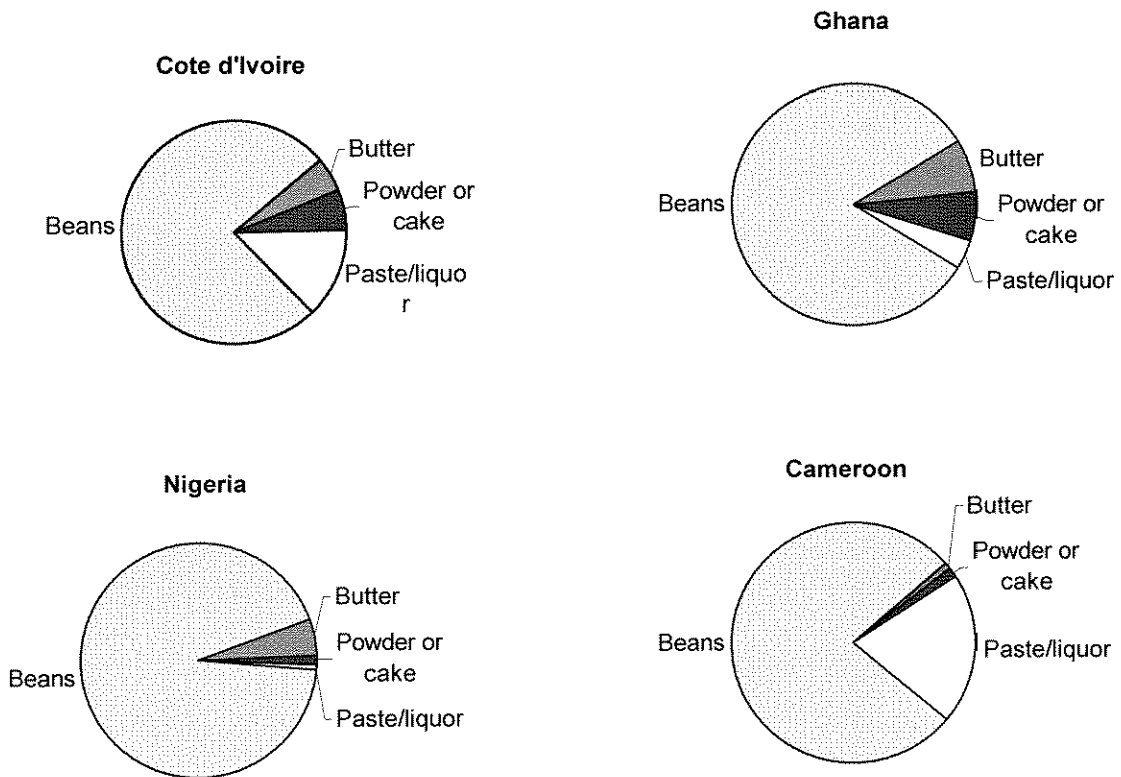 Cote d'Ivoire
Butter
Powder or
cake
Beans
Paste/liquo
r
Ghana
Butter
Beans
Powder or
cake
Paste/liquor
Nigeria
Butter
Powder or
cake
Beans
Paste/liquor
Cameroon
Butter
Powder or
cake
Beans
Paste/liquor